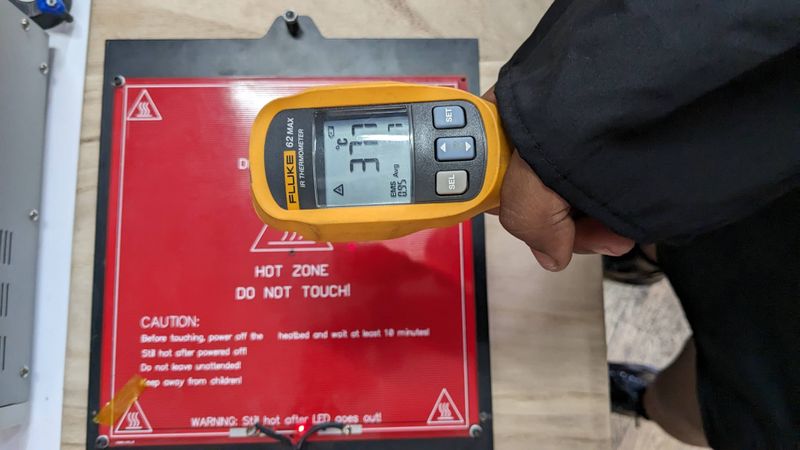 FLUKE 62 MAX
IR THERMOMETER
°C
EMS Avg
0.95
SET
SEL
D
HOT ZONE
DO NOT TOUCH!
CAUTION:
Before touching, power off the heatbed and wait at least 10 minutes!
Still hot after powered off!
Do not leave unattended!
Keep away from children!
WARNING: Still hot after LED goes out!